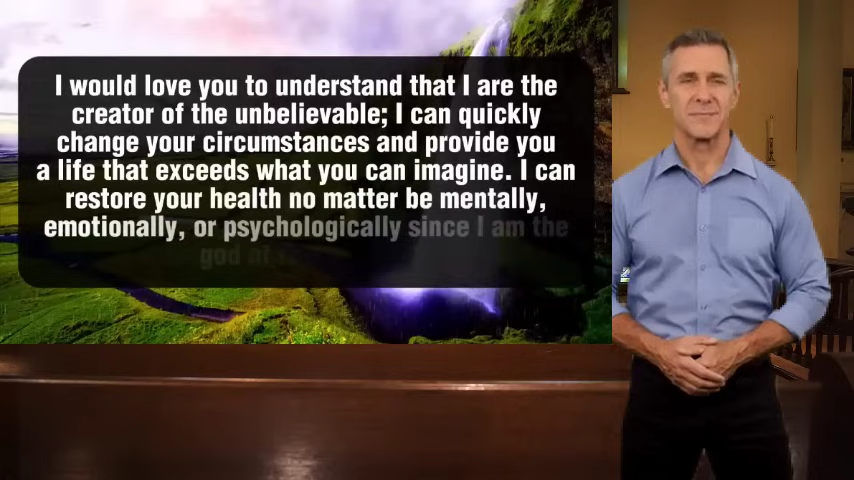 I would love you to understand that I are the
creator of the unbelievable; I can quickly
change your circumstances and provide you
a life that exceeds what you can imagine. I can
restore your health no matter be mentally,
emotionally, or psychologically since I am the
god of